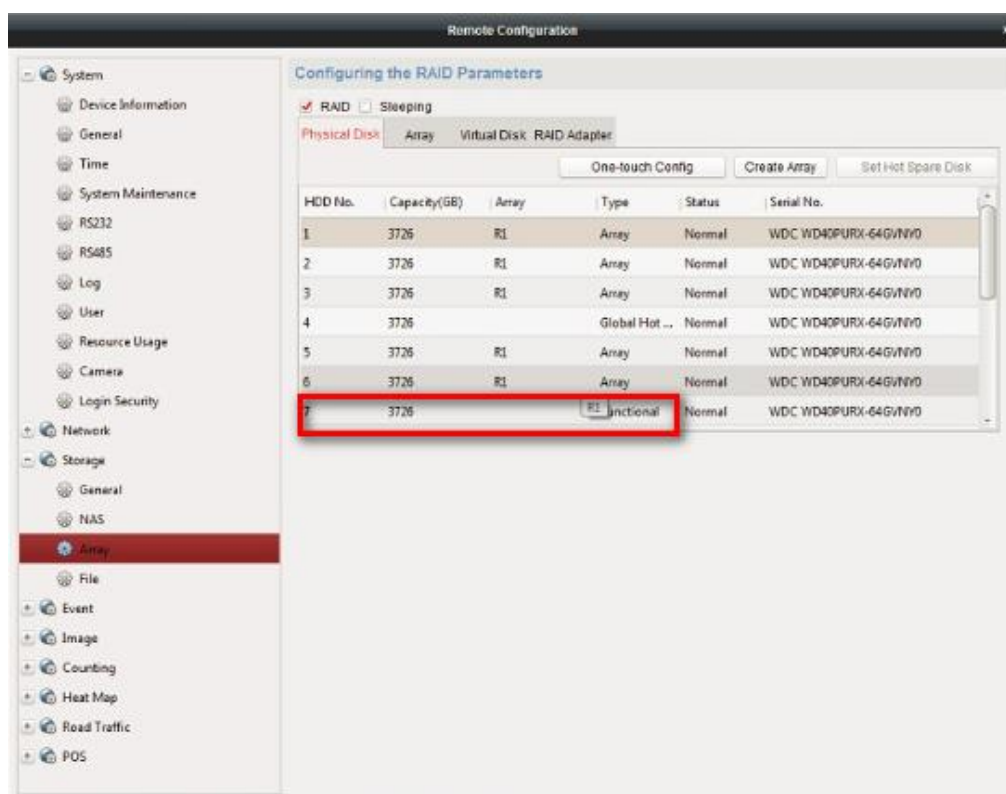 Remote Configuration
System
Device Information
General
Time
System Maintenance
RS232
RS485
Log
User
Resource Usage
Camera
Login Security
Network
Storage
General
NAS
Array
File
Event
Image
Counting
Heat Map
Road Traffic
POS
Configuring the RAID Parameters
RAID Sleeping
Physical Disk Array Virtual Disk RAID Adapter
One-touch Config Create Array Set Hot Spare Disk
HDD No. Capacity(GB) Array Type Status Serial No.
1 3726 R1 Array Normal WDC WD40PURX-64GVNY0
2 3726 R1 Array Normal WDC WD40PURX-64GVNY0
3 3726 R1 Array Normal WDC WD40PURX-64GVNY0
4 3726 Global Hot ... Normal WDC WD40PURX-64GVNY0
5 3726 R1 Array Normal WDC WD40PURX-64GVNY0
6 3726 R1 Array Normal WDC WD40PURX-64GVNY0
7 3726 R1 unctional Normal WDC WD40PURX-64GVNY0